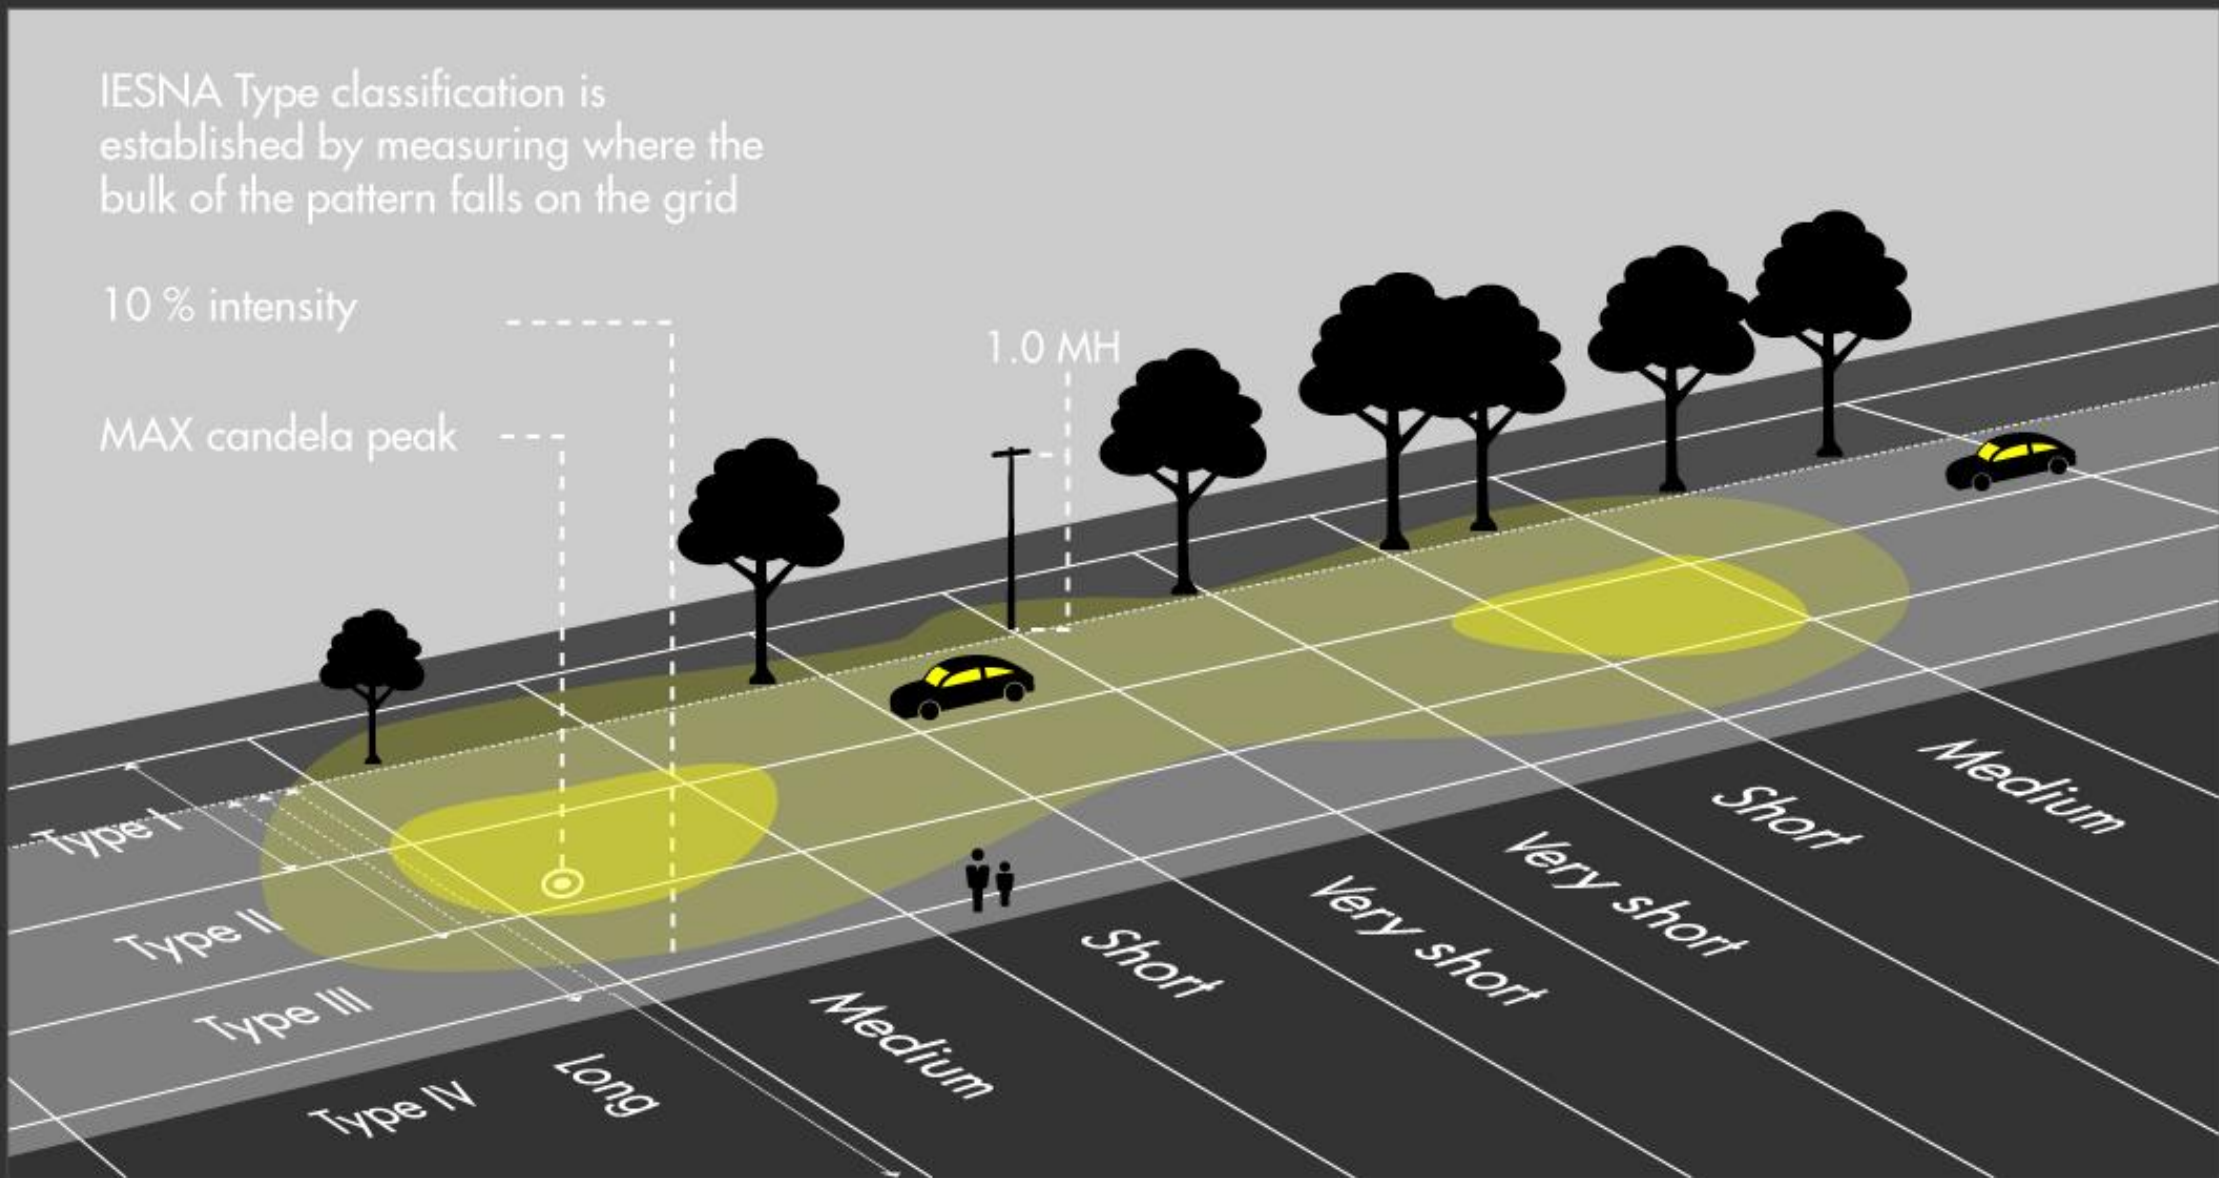 IESNA Type classification is
established by measuring where the
bulk of the pattern falls on the grid
10 % intensity
1.0 MH
MAX candela peak
Type I
Type II
Type III
Type IV
Long
Medium
Short
Very short
Very short
Short
Medium